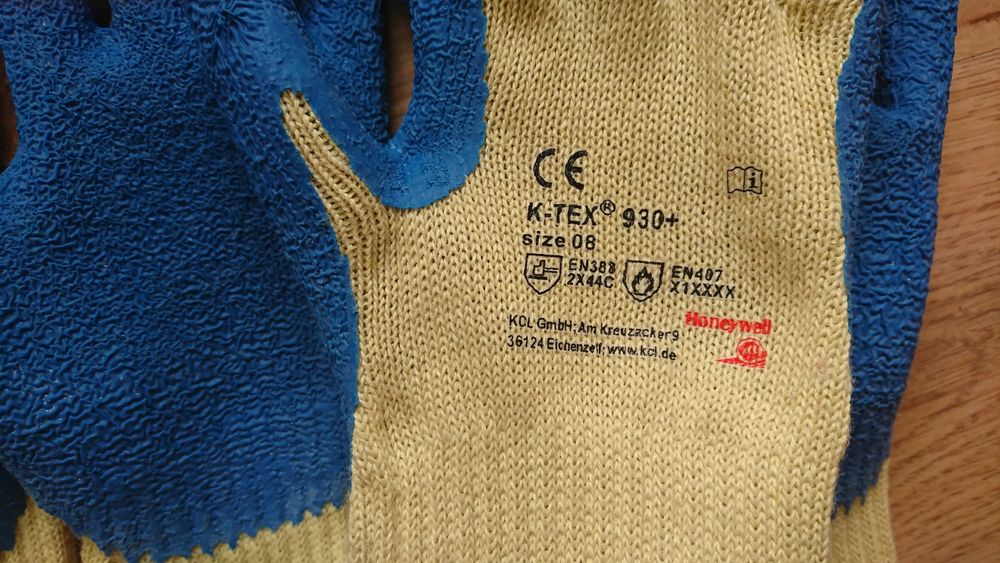 CE
K-TEX® 930+
size 08
EN388
2X44C
EN407
X1XXXX
KCL GmbH; Am Kreuzacker 9
36124 Eichenzell; www.kcl.de
Honeywell